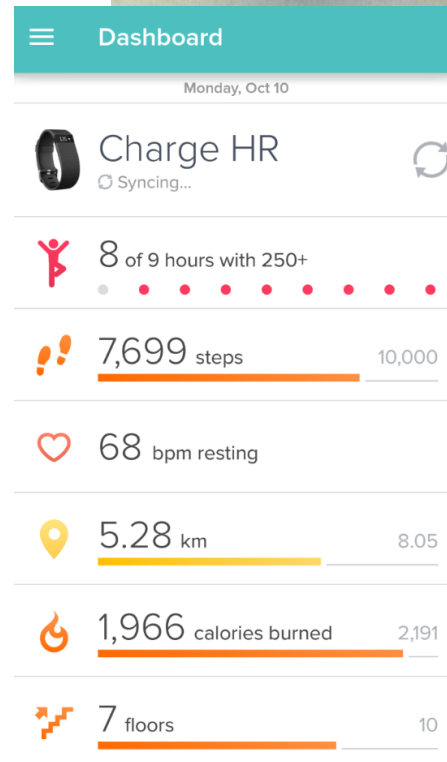 Dashboard
Monday, Oct 10
Charge HR
Syncing...
8 of 9 hours with 250+
7,699 steps 10,000
68 bpm resting
5.28 km 8.05
1,966 calories burned 2,191
7 floors 10